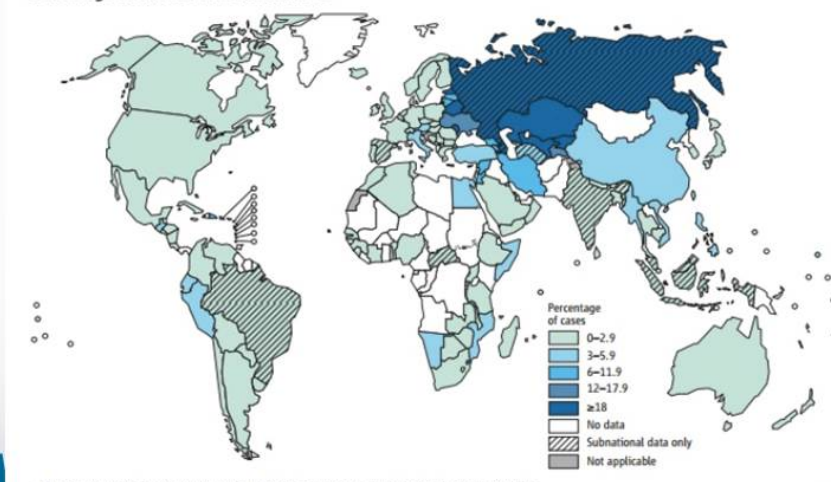 Percentage
of cases
0–2.9
3–5.9
6–11.9
12–17.9
≥18
No data
Subnational data only
Not applicable